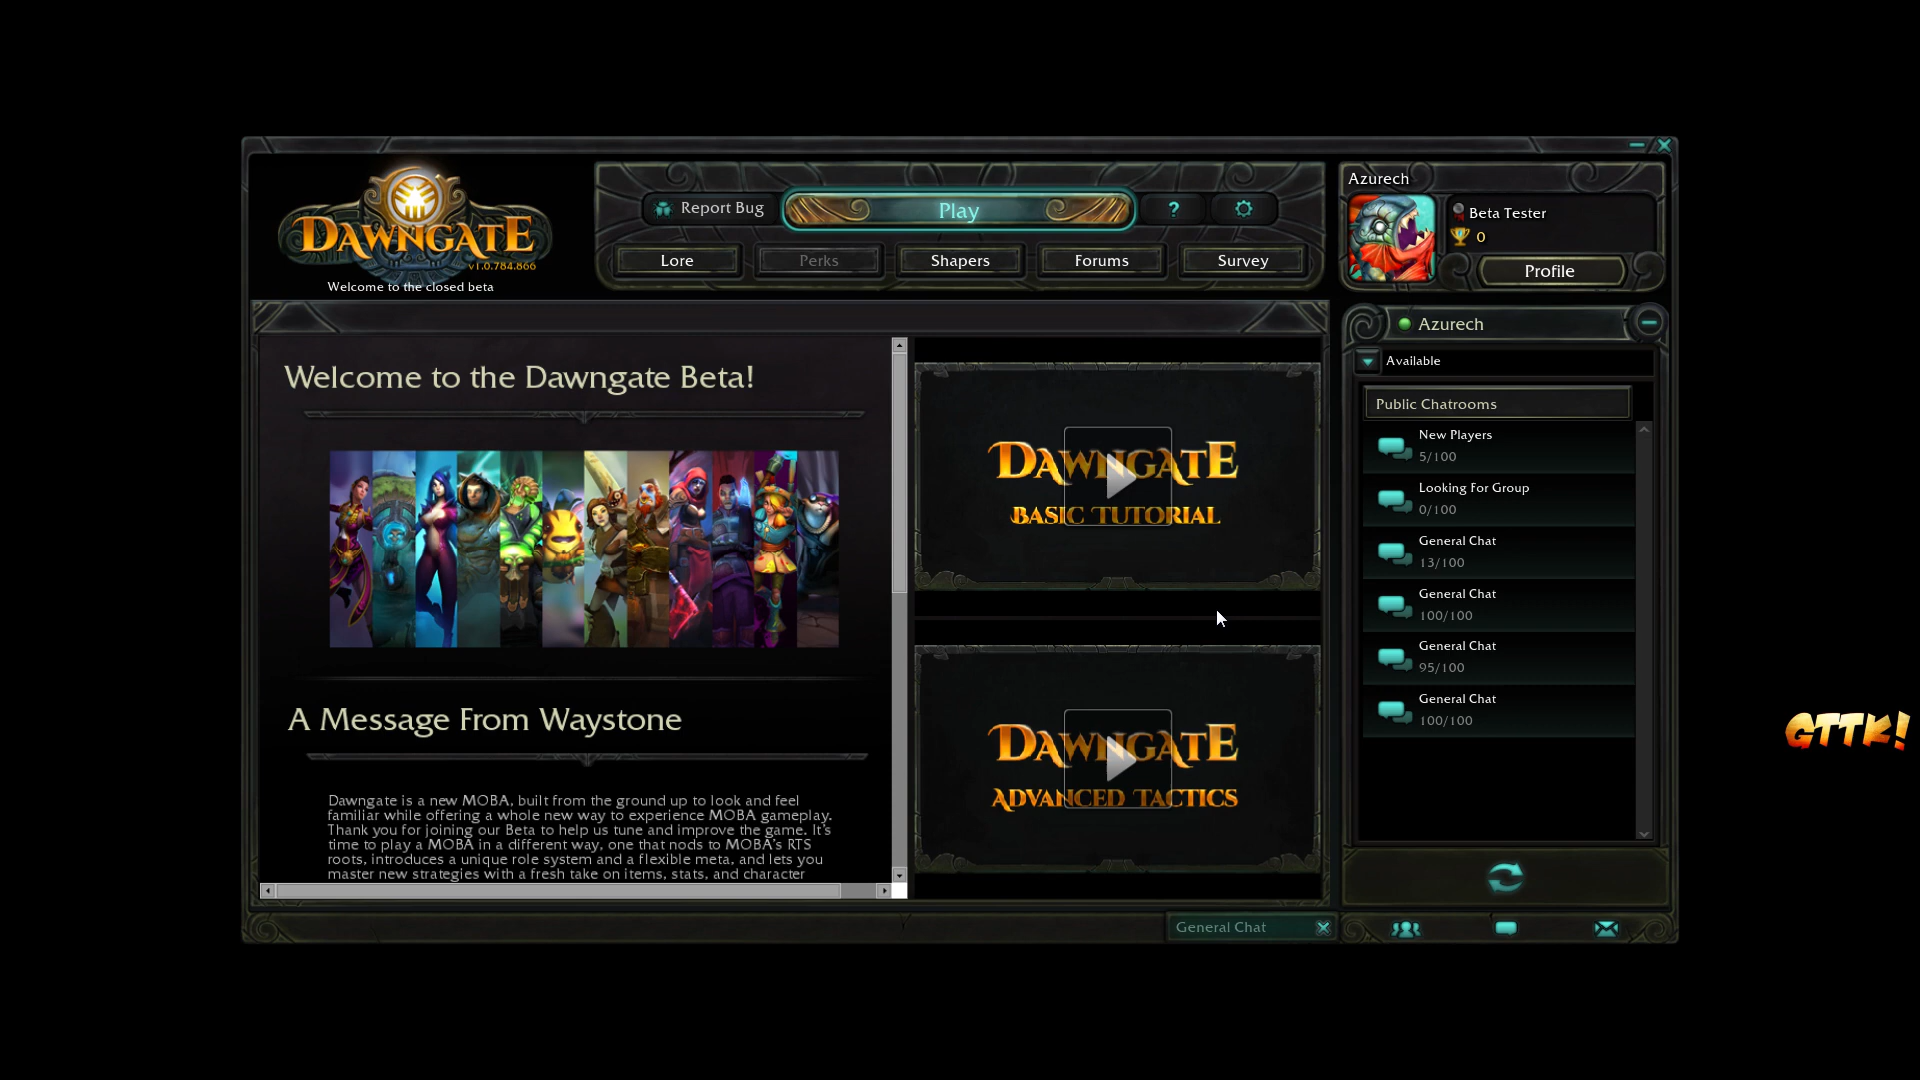 DAWNGATE
v1.0.784.866
Welcome to the closed beta
Report Bug
Play
?
Lore
Perks
Shapers
Forums
Survey
Azurech
Beta Tester
0
Profile
Welcome to the Dawngate Beta!
A Message From Waystone
Dawngate is a new MOBA, built from the ground up to look and feel
familiar while offering a whole new way to experience MOBA gameplay.
Thank you for joining our Beta to help us tune and improve the game. It's
time to play a MOBA in a different way, one that nods to MOBA's RTS
roots, introduces a unique role system and a flexible meta, and lets you
master new strategies with a fresh take on items, stats, and character
DAWNGATE
BASIC TUTORIAL
DAWNGATE
ADVANCED TACTICS
Azurech
Available
Public Chatrooms
New Players
5/100
Looking For Group
0/100
General Chat
13/100
General Chat
100/100
General Chat
95/100
General Chat
100/100
General Chat
GTTK!